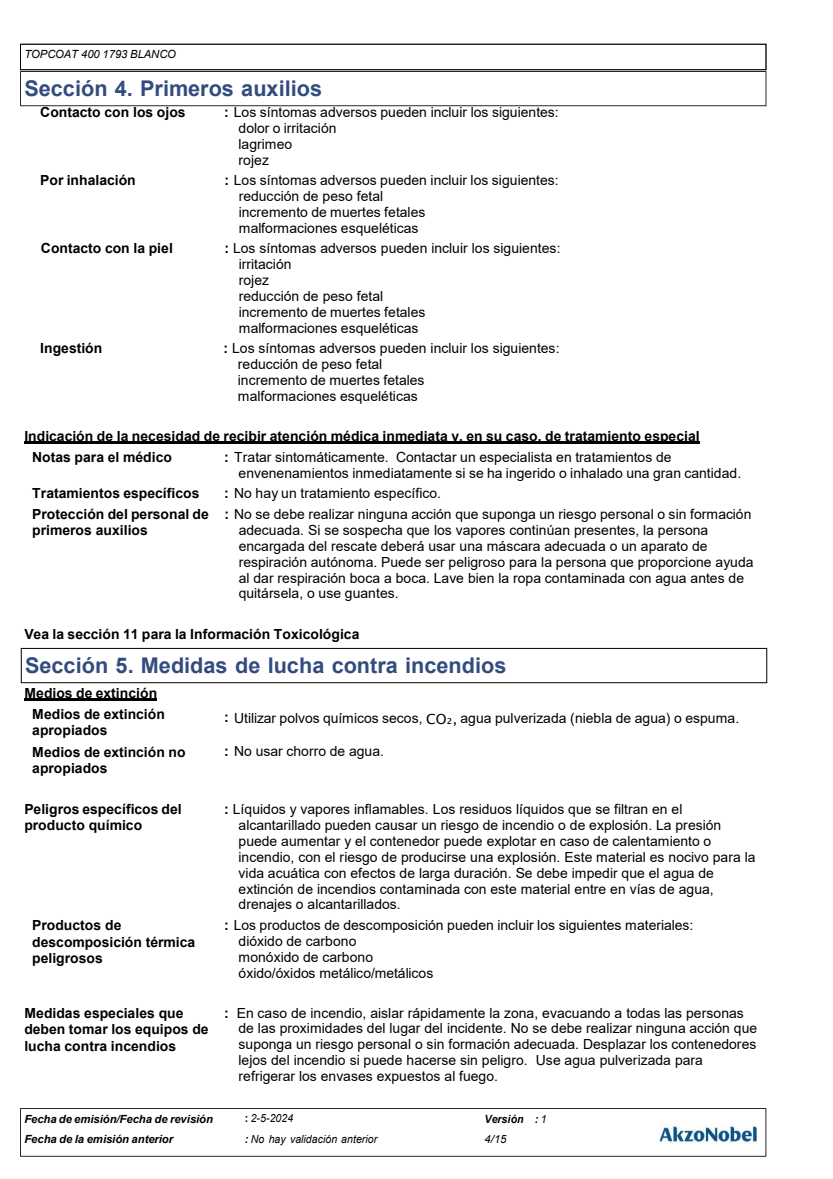 TOPCOAT 400 1793 BLANCO
Sección 4. Primeros auxilios
Contacto con los ojos : Los síntomas adversos pueden incluir los siguientes:
dolor o irritación
lagrimeo
rojez
Por inhalación : Los síntomas adversos pueden incluir los siguientes:
reducción de peso fetal
incremento de muertes fetales
malformaciones esqueléticas
Contacto con la piel : Los síntomas adversos pueden incluir los siguientes:
irritación
rojez
reducción de peso fetal
incremento de muertes fetales
malformaciones esqueléticas
Ingestión : Los síntomas adversos pueden incluir los siguientes:
reducción de peso fetal
incremento de muertes fetales
malformaciones esqueléticas
Indicación de la necesidad de recibir atención médica inmediata y, en su caso, de tratamiento especial
Notas para el médico : Tratar sintomáticamente. Contactar un especialista en tratamientos de
envenenamientos inmediatamente si se ha ingerido o inhalado una gran cantidad.
Tratamientos específicos : No hay un tratamiento específico.
Protección del personal de : No se debe realizar ninguna acción que suponga un riesgo personal o sin formación
primeros auxilios adecuada. Si se sospecha que los vapores continúan presentes, la persona
encargada del rescate deberá usar una máscara adecuada o un aparato de
respiración autónoma. Puede ser peligroso para la persona que proporcione ayuda
al dar respiración boca a boca. Lave bien la ropa contaminada con agua antes de
quitársela, o use guantes.
Vea la sección 11 para la Información Toxicológica
Sección 5. Medidas de lucha contra incendios
Medios de extinción
Medios de extinción : Utilizar polvos químicos secos, CO₂, agua pulverizada (niebla de agua) o espuma.
apropiados
Medios de extinción no : No usar chorro de agua.
apropiados
Peligros específicos del : Líquidos y vapores inflamables. Los residuos líquidos que se filtran en el
producto químico alcantarillado pueden causar un riesgo de incendio o de explosión. La presión
puede aumentar y el contenedor puede explotar en caso de calentamiento o
incendio, con el riesgo de producirse una explosión. Este material es nocivo para la
vida acuática con efectos de larga duración. Se debe impedir que el agua de
extinción de incendios contaminada con este material entre en vías de agua,
drenajes o alcantarillados.
Productos de : Los productos de descomposición pueden incluir los siguientes materiales:
descomposición térmica dióxido de carbono
peligrosos monóxido de carbono
óxido/óxidos metálico/metálicos
Medidas especiales que : En caso de incendio, aislar rápidamente la zona, evacuando a todas las personas
deben tomar los equipos de de las proximidades del lugar del incidente. No se debe realizar ninguna acción que
lucha contra incendios suponga un riesgo personal o sin formación adecuada. Desplazar los contenedores
lejos del incendio si puede hacerse sin peligro. Use agua pulverizada para
refrigerar los envases expuestos al fuego.
Fecha de emisión/Fecha de revisión : 2-5-2024 Versión : 1
Fecha de la emisión anterior : No hay validación anterior 4/15
AkzoNobel